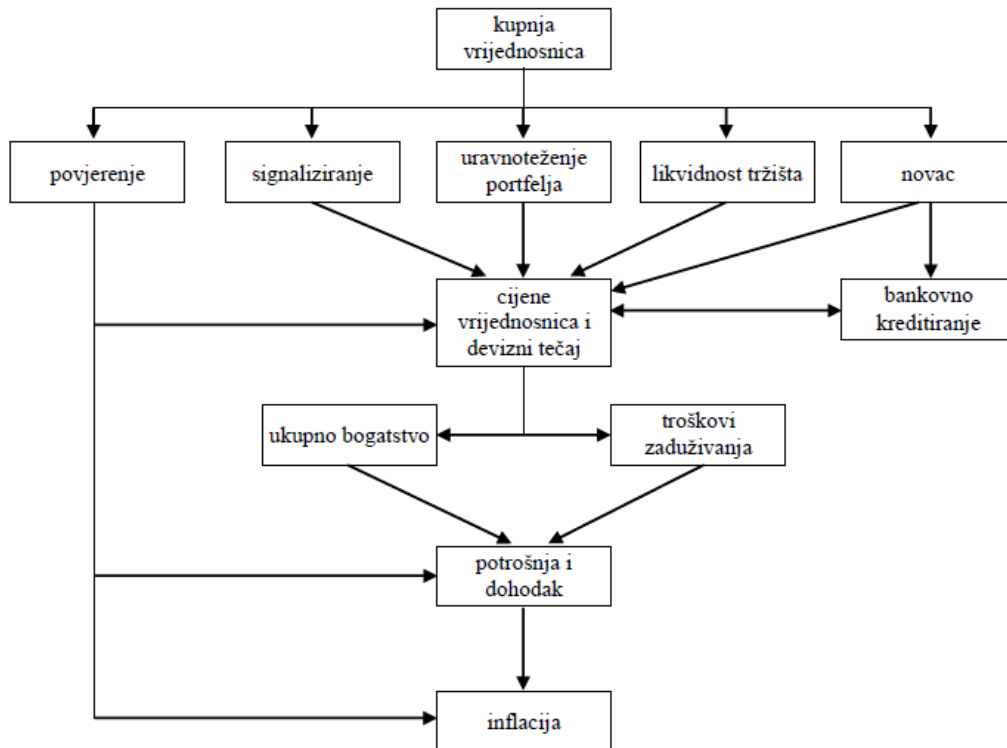 kupnja
vrijednosnica
povjerenje
signaliziranje
uravnoteženje
portfelja
likvidnost tržišta
novac
cijene
vrijednosnica i
devizni tečaj
bankovno
kreditiranje
ukupno bogatstvo
troškovi
zaduživanja
potrošnja i
dohodak
inflacija